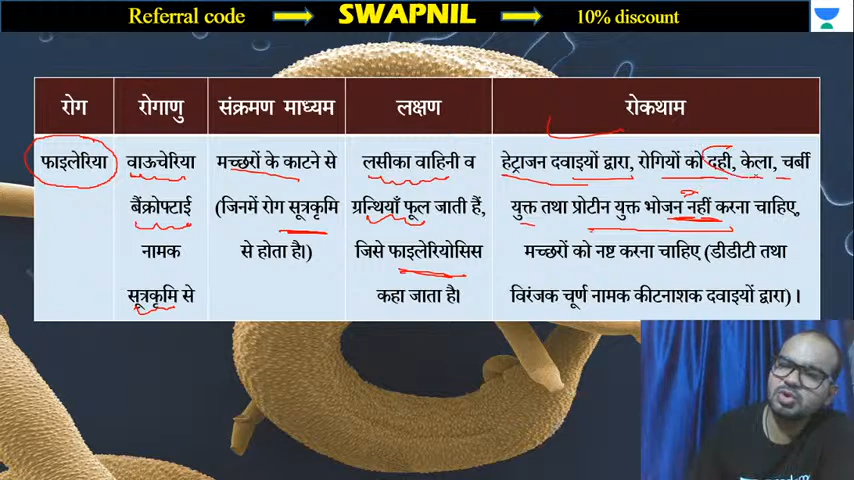 Referral code SWAPNIL 10% discount
रोग रोगाणु संक्रमण माध्यम लक्षण रोकथाम
फाइलेरिया वाऊचेरिया मच्छरों के काटने से लसीका वाहिनी व हेट्राजन दवाइयों द्वारा, रोगियों को दही, केला, चर्बी
बैंक्रोफ्टाई (जिनमें रोग सूत्रकृमि ग्रन्थियाँ फूल जाती हैं, युक्त तथा प्रोटीन युक्त भोजन नहीं करना चाहिए,
नामक से होता है।) जिसे फाइलेरियोसिस मच्छरों को नष्ट करना चाहिए (डीडीटी तथा
सूत्रकृमि से कहा जाता है। विरंजक चूर्ण नामक कीटनाशक दवाइयों द्वारा)।